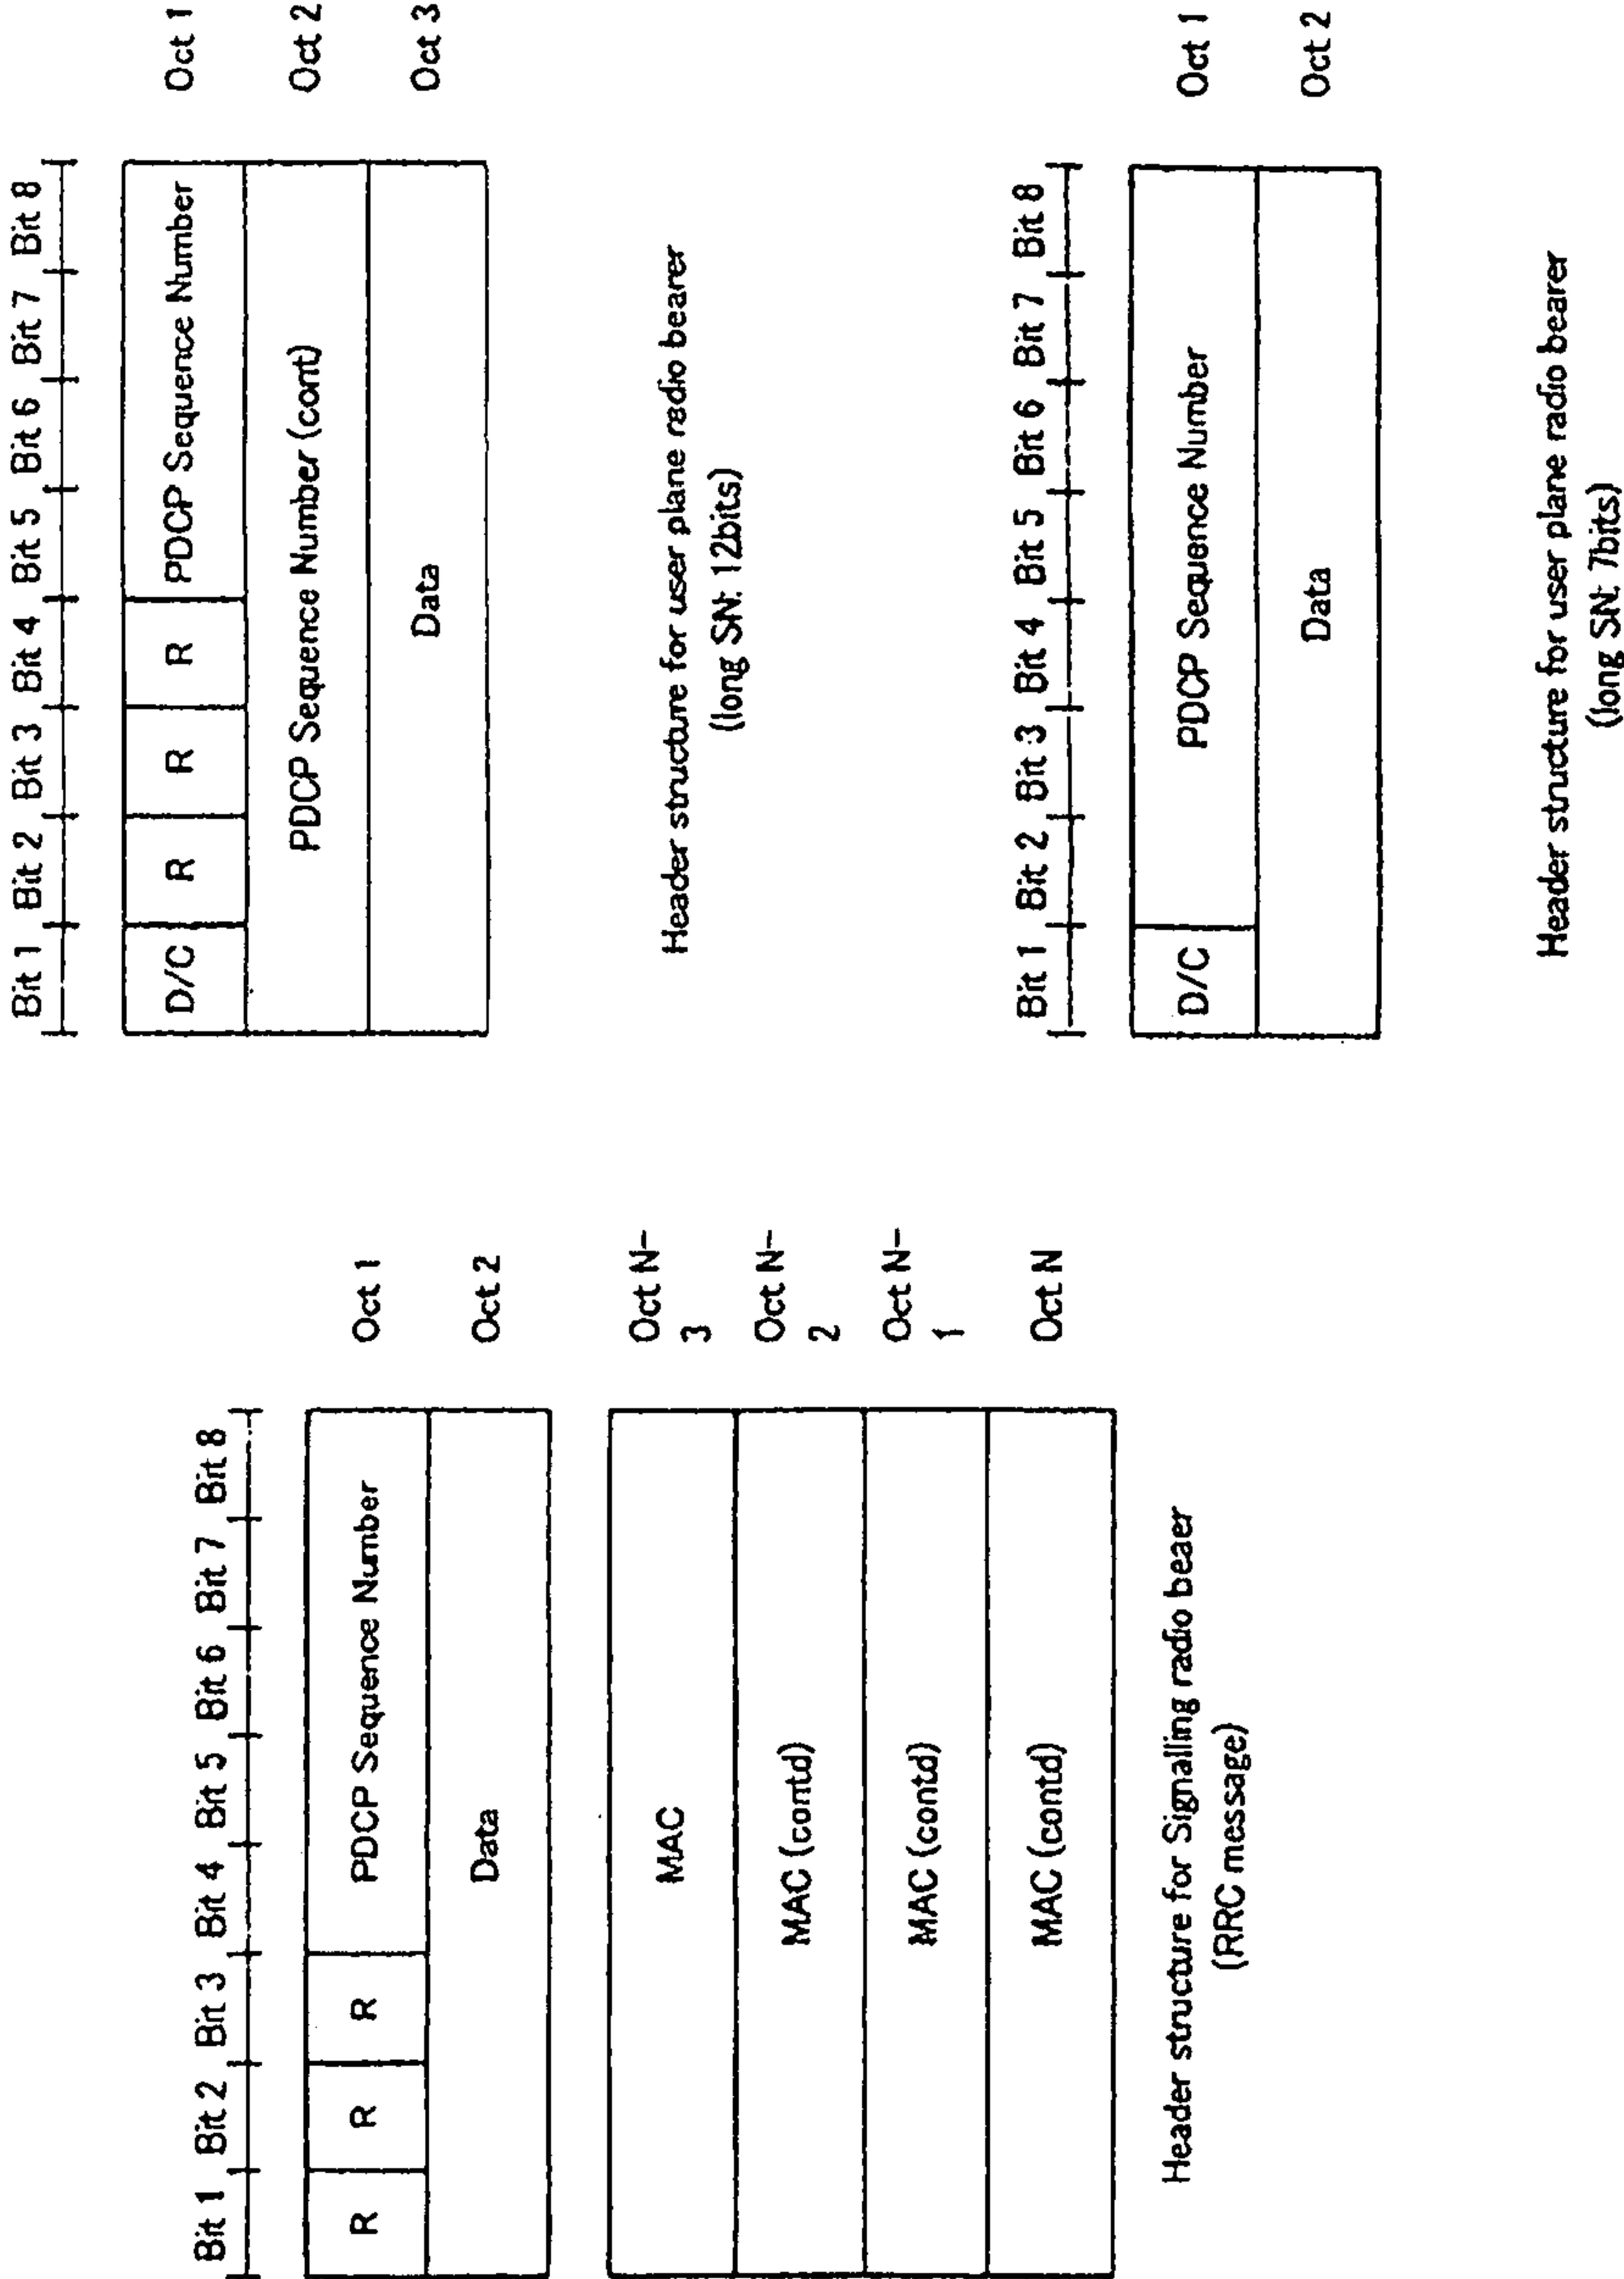 Bit 1 Bit 2 Bit 3 Bit 4 Bit 5 Bit 6 Bit 7 Bit 8
R R R PDCP Sequence Number Oct 1
Data Oct 2
MAC Oct N-
3
MAC (contd) Oct N-
2
MAC (contd) Oct N-
1
MAC (contd) Oct N
Header structure for Signalling radio beaer
(RRC message)
Bit 1 Bit 2 Bit 3 Bit 4 Bit 5 Bit 6 Bit 7 Bit 8
D/C R R R PDCP Sequence Number Oct 1
PDCP Sequence Number (cont) Oct 2
Data Oct 3
Header structure for user plane radio bearer
(long SN: 12bits)
Bit 1 Bit 2 Bit 3 Bit 4 Bit 5 Bit 6 Bit 7 Bit 8
D/C PDCP Sequence Number Oct 1
Data Oct 2
Header structure for user plane radio bearer
(long SN: 7bits)